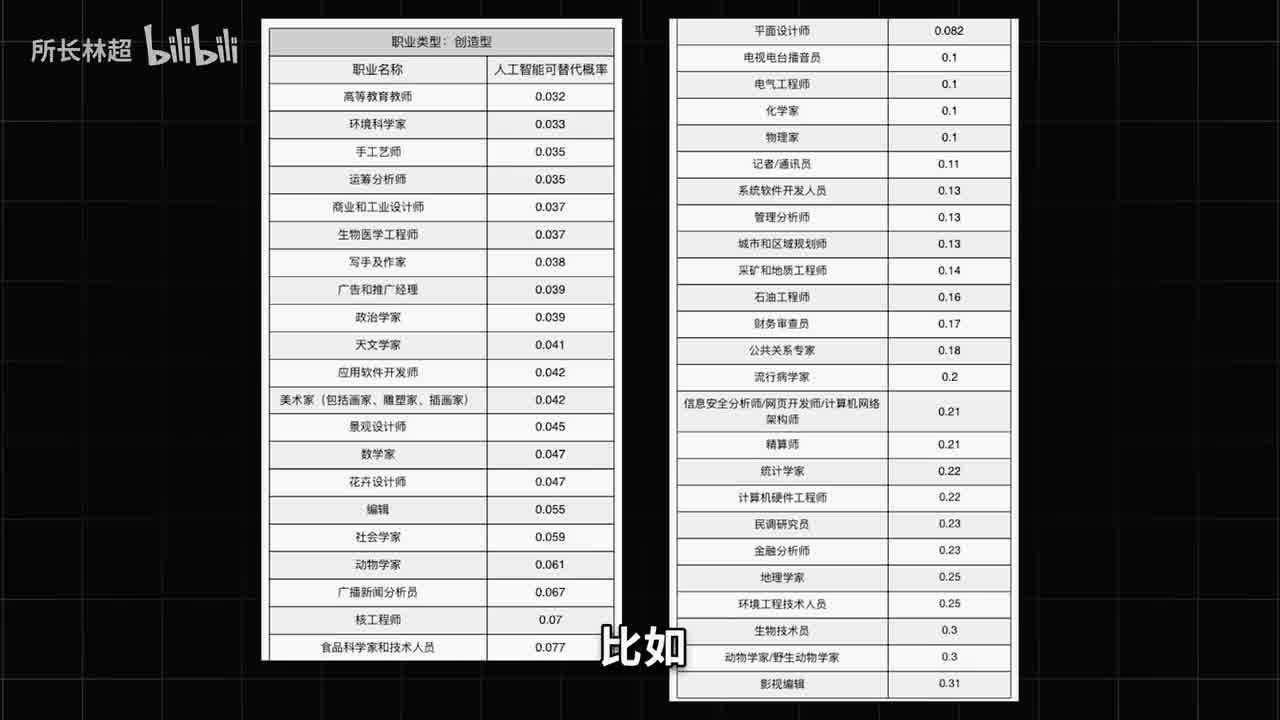 所长林超 bilibili
职业类型：创造型
职业名称 人工智能可替代概率
高等教育教师 0.032
环境科学家 0.033
手工艺师 0.035
运筹分析师 0.035
商业和工业设计师 0.037
生物医学工程师 0.037
写手及作家 0.038
广告和推广经理 0.039
政治学家 0.039
天文学家 0.041
应用软件开发师 0.042
美术家（包括画家、雕塑家、插画家） 0.042
景观设计师 0.045
数学家 0.047
花卉设计师 0.047
编辑 0.055
社会学家 0.059
动物学家 0.061
广播新闻分析员 0.067
核工程师 0.07
食品科学家和技术人员 0.077
平面设计师 0.082
电视电台播音员 0.1
电气工程师 0.1
化学家 0.1
物理家 0.1
记者/通讯员 0.11
系统软件开发人员 0.13
管理分析师 0.13
城市和区域规划师 0.13
采矿和地质工程师 0.14
石油工程师 0.16
财务审查员 0.17
公共关系专家 0.18
流行病学家 0.2
信息安全分析师/网页开发师/计算机网络
架构师 0.21
精算师 0.21
统计学家 0.22
计算机硬件工程师 0.22
民调研究员 0.23
金融分析师 0.23
地理学家 0.25
环境工程技术人员 0.25
生物技术员 0.3
动物学家/野生动物学家 0.3
影视编辑 0.31
比如